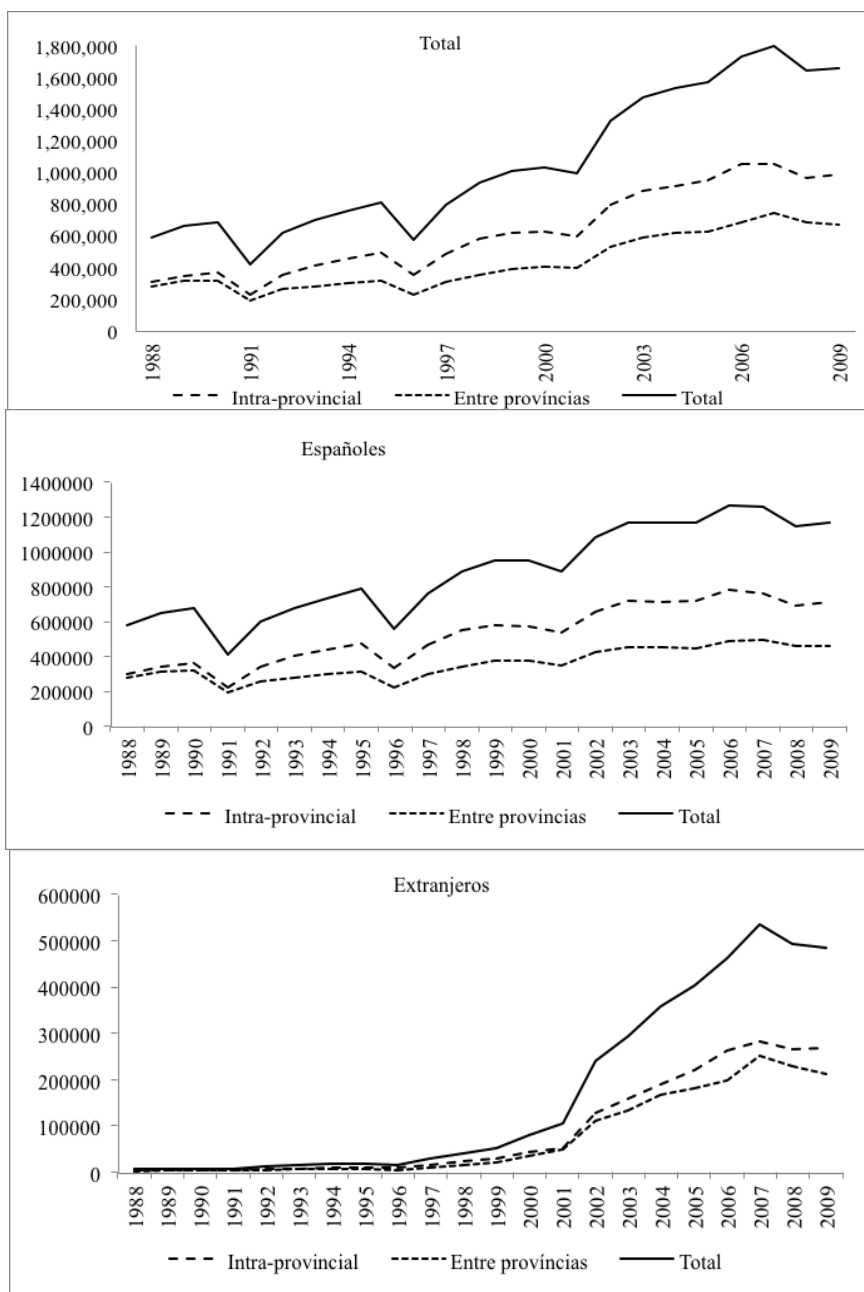 Total
1,800,000
1,600,000
1,400,000
1,200,000
1,000,000
800,000
600,000
400,000
200,000
0
1988 1991 1994 1997 2000 2003 2006 2009
Intra-provincial Entre províncias Total
Españoles
1400000
1200000
1000000
800000
600000
400000
200000
0
1988 1989 1990 1991 1992 1993 1994 1995 1996 1997 1998 1999 2000 2001 2002 2003 2004 2005 2006 2007 2008 2009
Intra-provincial Entre provincias Total
Extranjeros
600000
500000
400000
300000
200000
100000
0
1988 1989 1990 1991 1992 1993 1994 1995 1996 1997 1998 1999 2000 2001 2002 2003 2004 2005 2006 2007 2008 2009
Intra-provincial Entre províncias Total